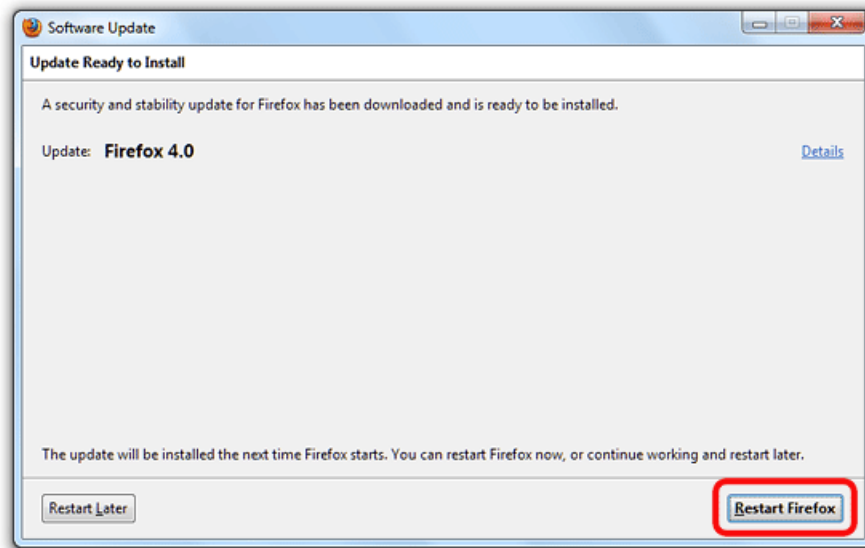 Software Update
Update Ready to Install
A security and stability update for Firefox has been downloaded and is ready to be installed.
Update: Firefox 4.0 Details
The update will be installed the next time Firefox starts. You can restart Firefox now, or continue working and restart later.
Restart Later Restart Firefox